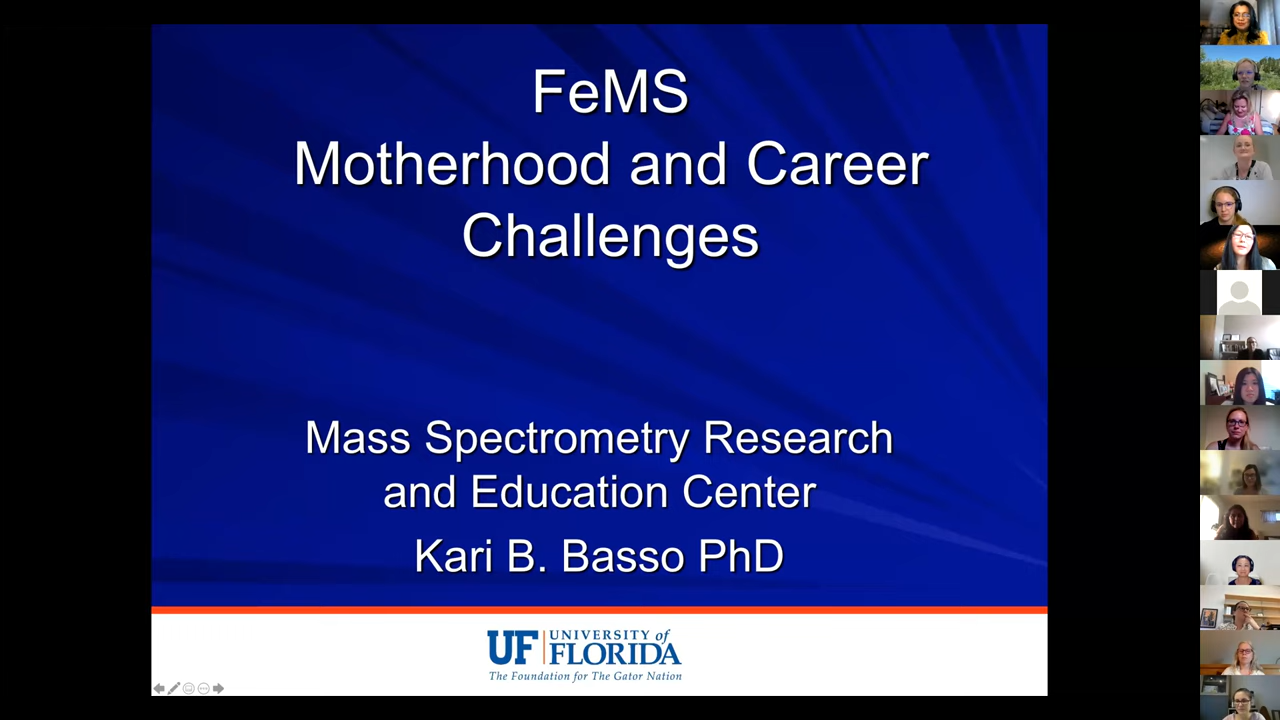 FeMS
Motherhood and Career
Challenges
Mass Spectrometry Research
and Education Center
Kari B. Basso PhD
UF UNIVERSITY of
FLORIDA
The Foundation for The Gator Nation